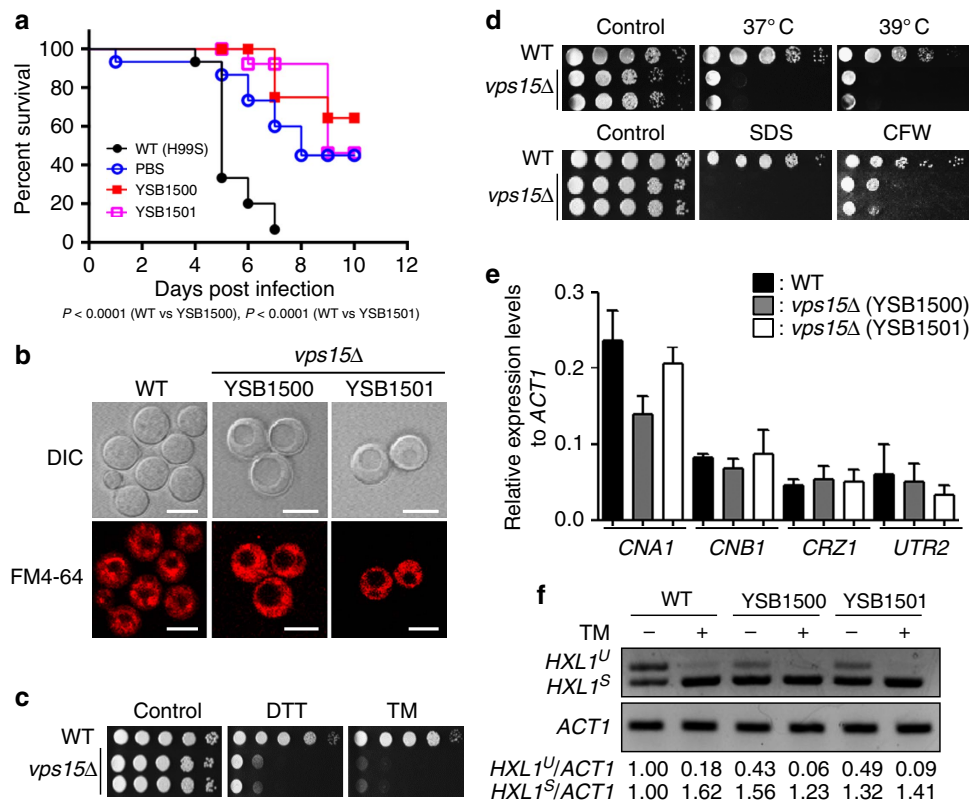 a
Percent survival
100
80
60
40
20
0
WT (H99S)
PBS
YSB1500
YSB1501
0 2 4 6 8 10 12
Days post infection
P < 0.0001 (WT vs YSB1500), P < 0.0001 (WT vs YSB1501)
b
vps15Δ
WT YSB1500 YSB1501
DIC
FM4-64
c
Control DTT TM
WT
vps15Δ
d
Control 37°C 39°C
WT
vps15Δ
Control SDS CFW
WT
vps15Δ
e
Relative expression levels
to ACT1
0.3
0.2
0.1
0.0
: WT
: vps15Δ (YSB1500)
: vps15Δ (YSB1501)
CNA1 CNB1 CRZ1 UTR2
f
WT YSB1500 YSB1501
TM − + − + − +
HXL1ᵁ
HXL1ˢ
ACT1
HXL1ᵁ/ACT1 1.00 0.18 0.43 0.06 0.49 0.09
HXL1ˢ/ACT1 1.00 1.62 1.56 1.23 1.32 1.41